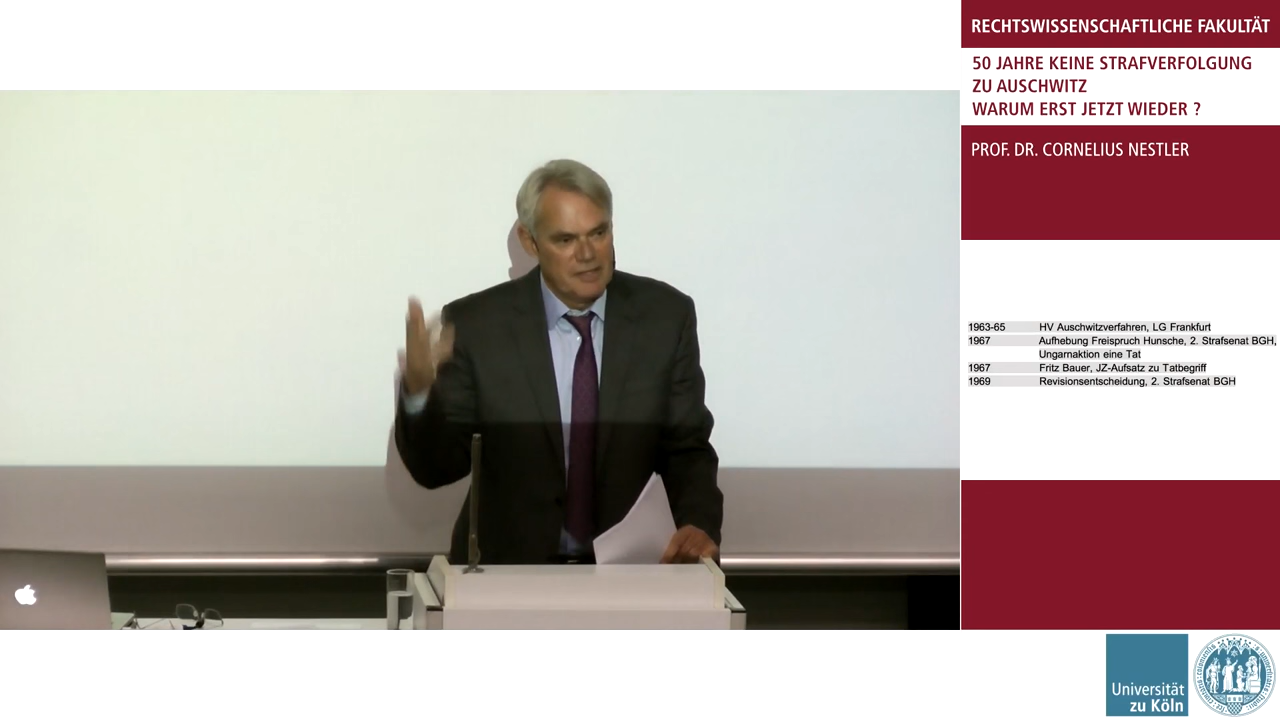 RECHTSWISSENSCHAFTLICHE FAKULTÄT
50 JAHRE KEINE STRAFVERFOLGUNG
ZU AUSCHWITZ
WARUM ERST JETZT WIEDER ?
PROF. DR. CORNELIUS NESTLER
1963-65 HV Auschwitzverfahren, LG Frankfurt
1967 Aufhebung Freispruch Hunsche, 2. Strafsenat BGH,
Ungarnaktion eine Tat
1967 Fritz Bauer, JZ-Aufsatz zu Tatbegriff
1969 Revisionsentscheidung, 2. Strafsenat BGH
Universität
zu Köln